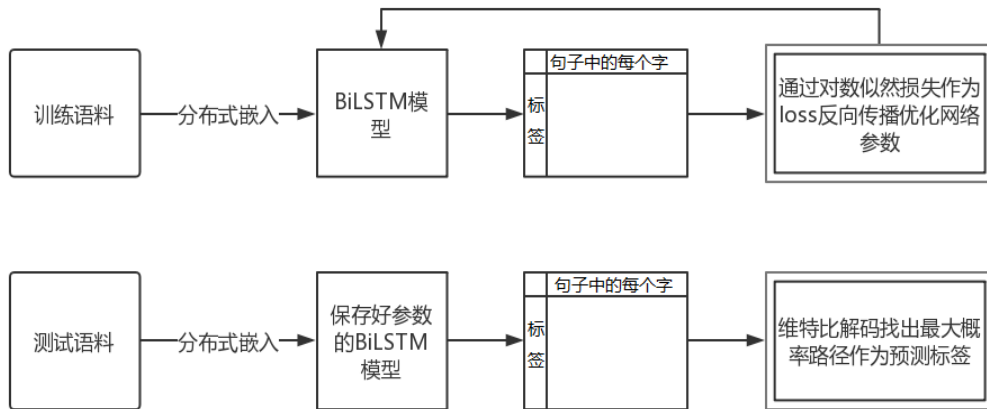 训练语料
分布式嵌入
BiLSTM模
型
句子中的每个字
标
签
通过对数似然损失作为
loss反向传播优化网络
参数
测试语料
分布式嵌入
保存好参数
的BiLSTM
模型
句子中的每个字
标
签
维特比解码找出最大概
率路径作为预测标签